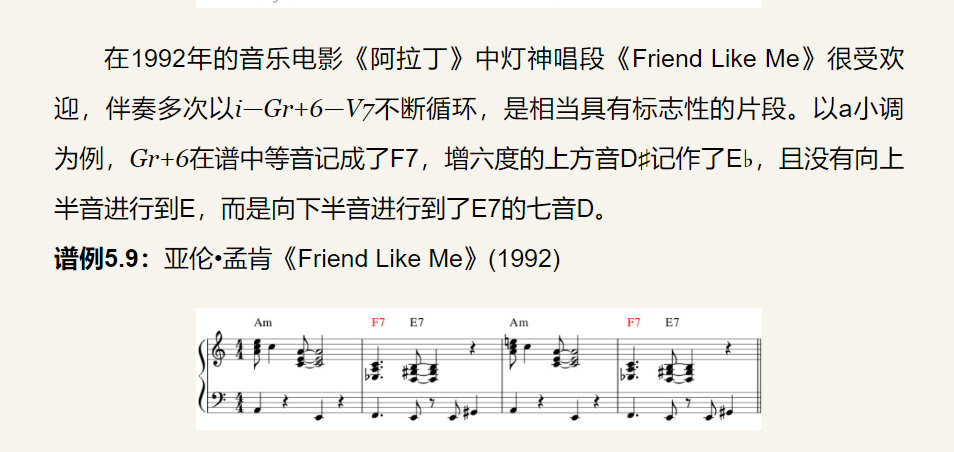 在1992年的音乐电影《阿拉丁》中灯神唱段《Friend Like Me》很受欢
迎，伴奏多次以i—Gr+6—V7不断循环，是相当具有标志性的片段。以a小调
为例，Gr+6在谱中等音记成了F7，增六度的上方音D♯记作了E♭，且没有向上
半音进行到E，而是向下半音进行到了E7的七音D。
谱例5.9：亚伦•孟肯《Friend Like Me》(1992)
Am F7 E7 Am F7 E7